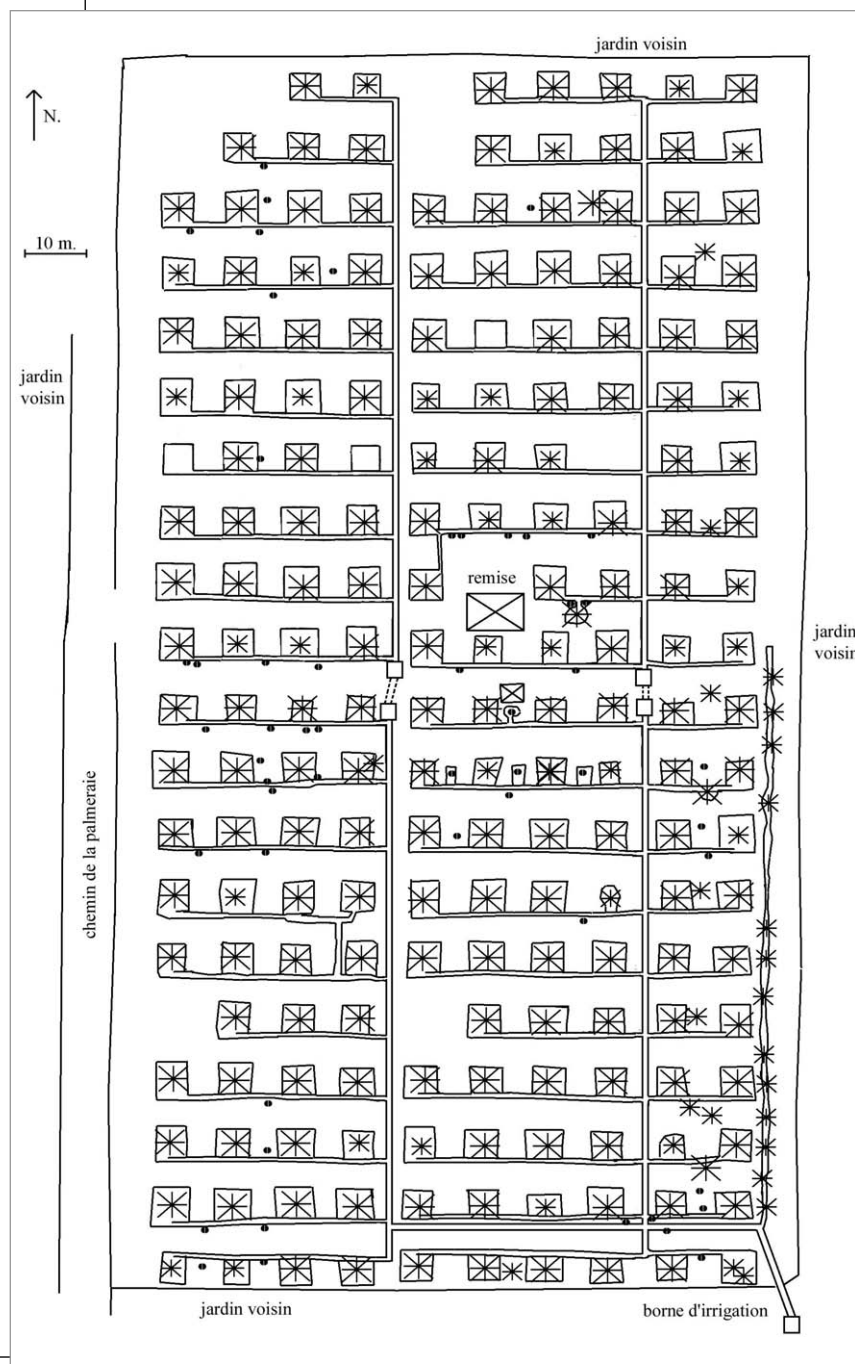 jardin voisin
N.
10 m.
jardin
voisin
remise
jardin
voisin
chemin de la palmeraie
jardin voisin
borne d'irrigation